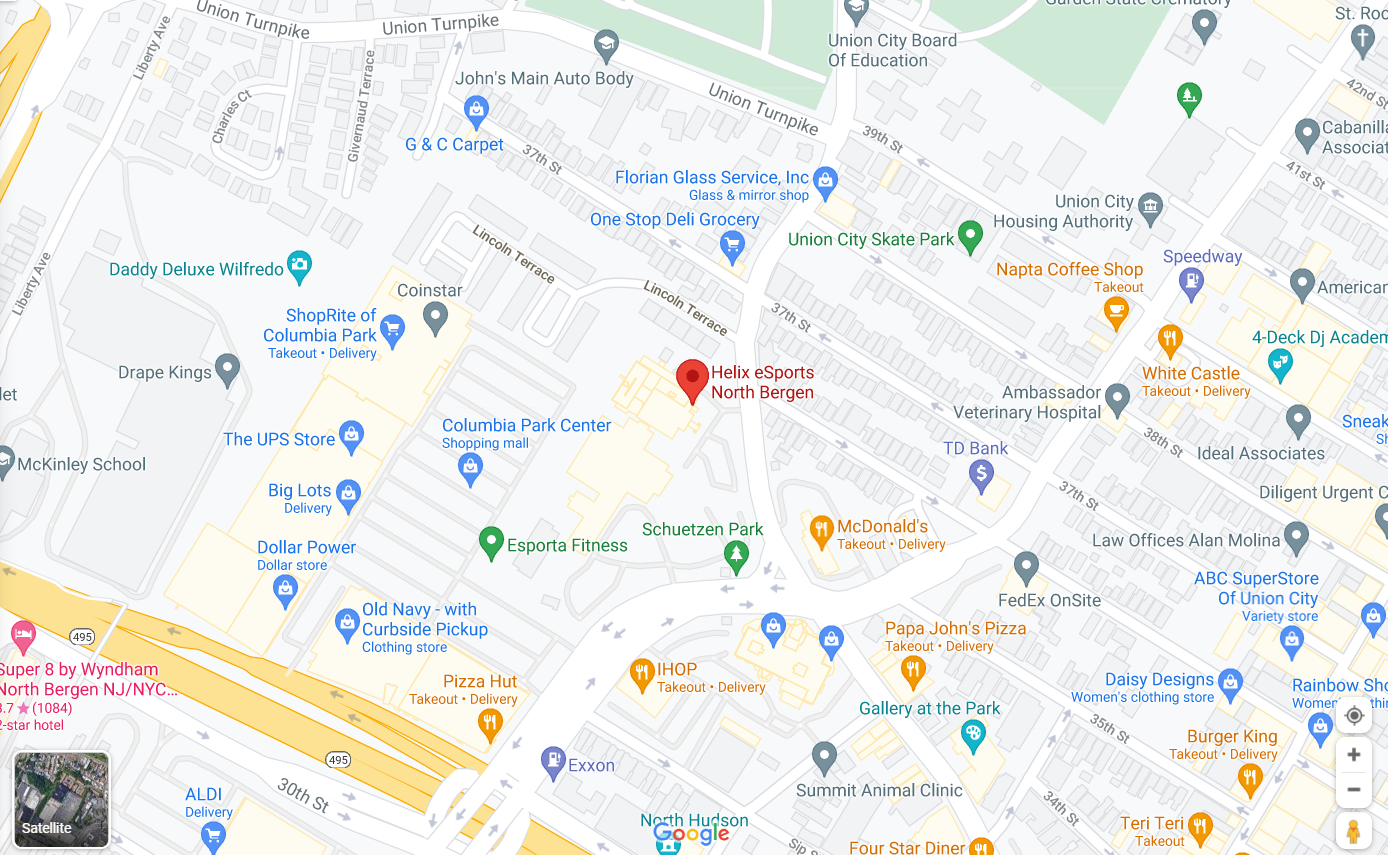 Union Turnpike
Union Turnpike
Liberty Ave
Garden State Crematory
St. Roc
Union City Board
Of Education
John's Main Auto Body
Charles Ct
Givernaud Terrace
42nd St
Union Turnpike
39th St
Cabanilla
Associat
G & C Carpet
37th St
Florian Glass Service, Inc
Glass & mirror shop
41st St
One Stop Deli Grocery
Union City
Housing Authority
Union City Skate Park
Lincoln Terrace
Speedway
Daddy Deluxe Wilfredo
Napta Coffee Shop
Takeout
Liberty Ave
Coinstar
American
Lincoln Terrace
ShopRite of
Columbia Park
Takeout • Delivery
37th St
4-Deck Dj Academ
Drape Kings
Helix eSports
North Bergen
White Castle
Takeout • Delivery
let
Ambassador
Veterinary Hospital
Columbia Park Center
Shopping mall
Sneak
Sh
The UPS Store
38th St
TD Bank
Ideal Associates
McKinley School
Big Lots
Delivery
37th St
Diligent Urgent C
Schuetzen Park
McDonald's
Takeout • Delivery
Esporta Fitness
Law Offices Alan Molina
Dollar Power
Dollar store
ABC SuperStore
Of Union City
Variety store
FedEx OnSite
Old Navy - with
Curbside Pickup
Clothing store
495
Papa John's Pizza
Takeout • Delivery
Super 8 by Wyndham
North Bergen NJ/NYC...
3.7 ★ (1084)
2-star hotel
IHOP
Takeout • Delivery
Pizza Hut
Takeout • Delivery
Daisy Designs
Women's clothing store
Rainbow Sho
Women'
Gallery at the Park
35th St
Burger King
Takeout • Delivery
495
Exxon
30th St
Summit Animal Clinic
ALDI
Delivery
34th St
North Hudson
Google
Teri Teri
Takeout
Satellite
Sip
Four Star Diner